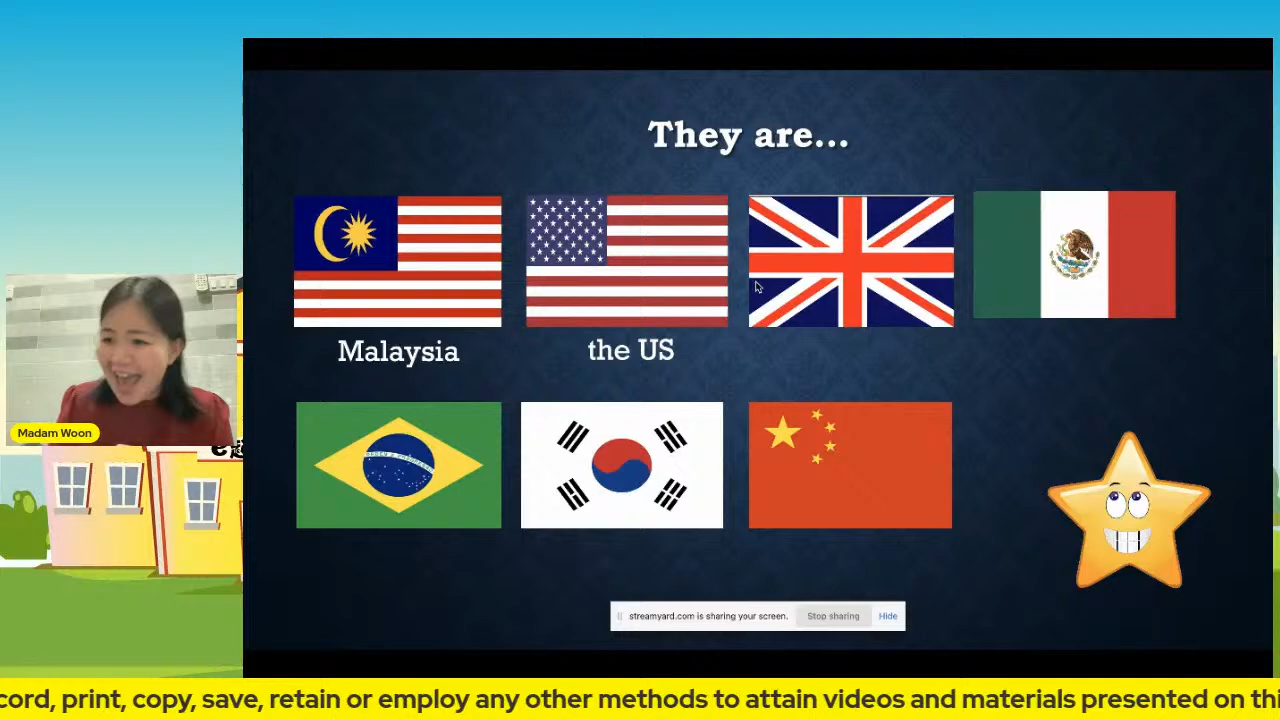 They are...
Malaysia
the US
Madam Woon
streamyard.com is sharing your screen.
Stop sharing
Hide
cord, print, copy, save, retain or employ any other methods to attain videos and materials presented on thi